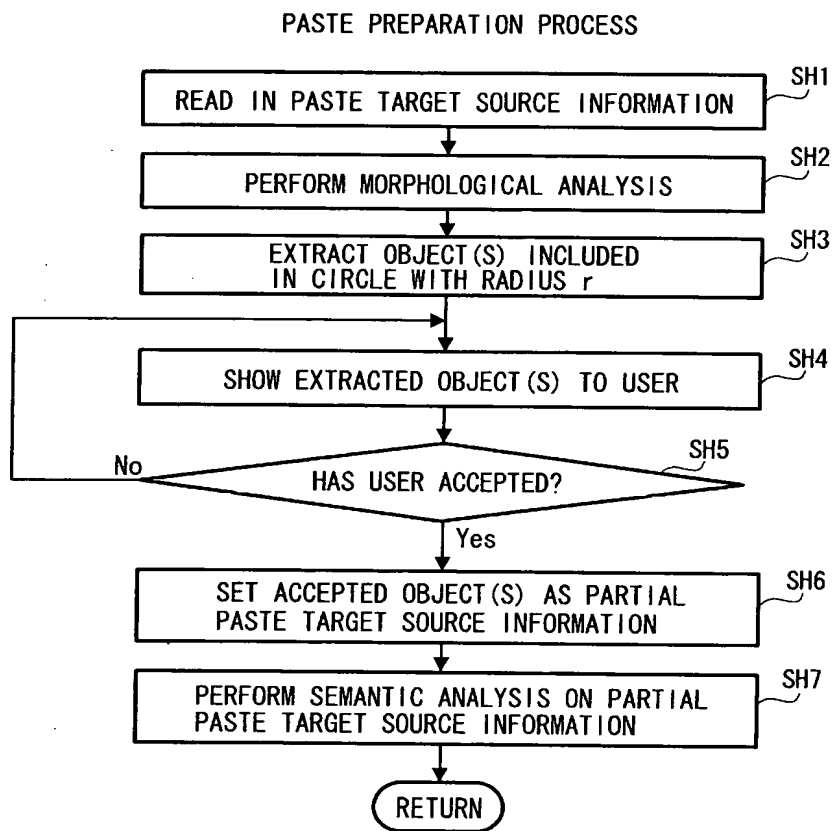 PASTE PREPARATION PROCESS
SH1
READ IN PASTE TARGET SOURCE INFORMATION
SH2
PERFORM MORPHOLOGICAL ANALYSIS
SH3
EXTRACT OBJECT(S) INCLUDED
IN CIRCLE WITH RADIUS r
SH4
SHOW EXTRACTED OBJECT(S) TO USER
SH5
No
HAS USER ACCEPTED?
Yes
SH6
SET ACCEPTED OBJECT(S) AS PARTIAL
PASTE TARGET SOURCE INFORMATION
SH7
PERFORM SEMANTIC ANALYSIS ON PARTIAL
PASTE TARGET SOURCE INFORMATION
RETURN